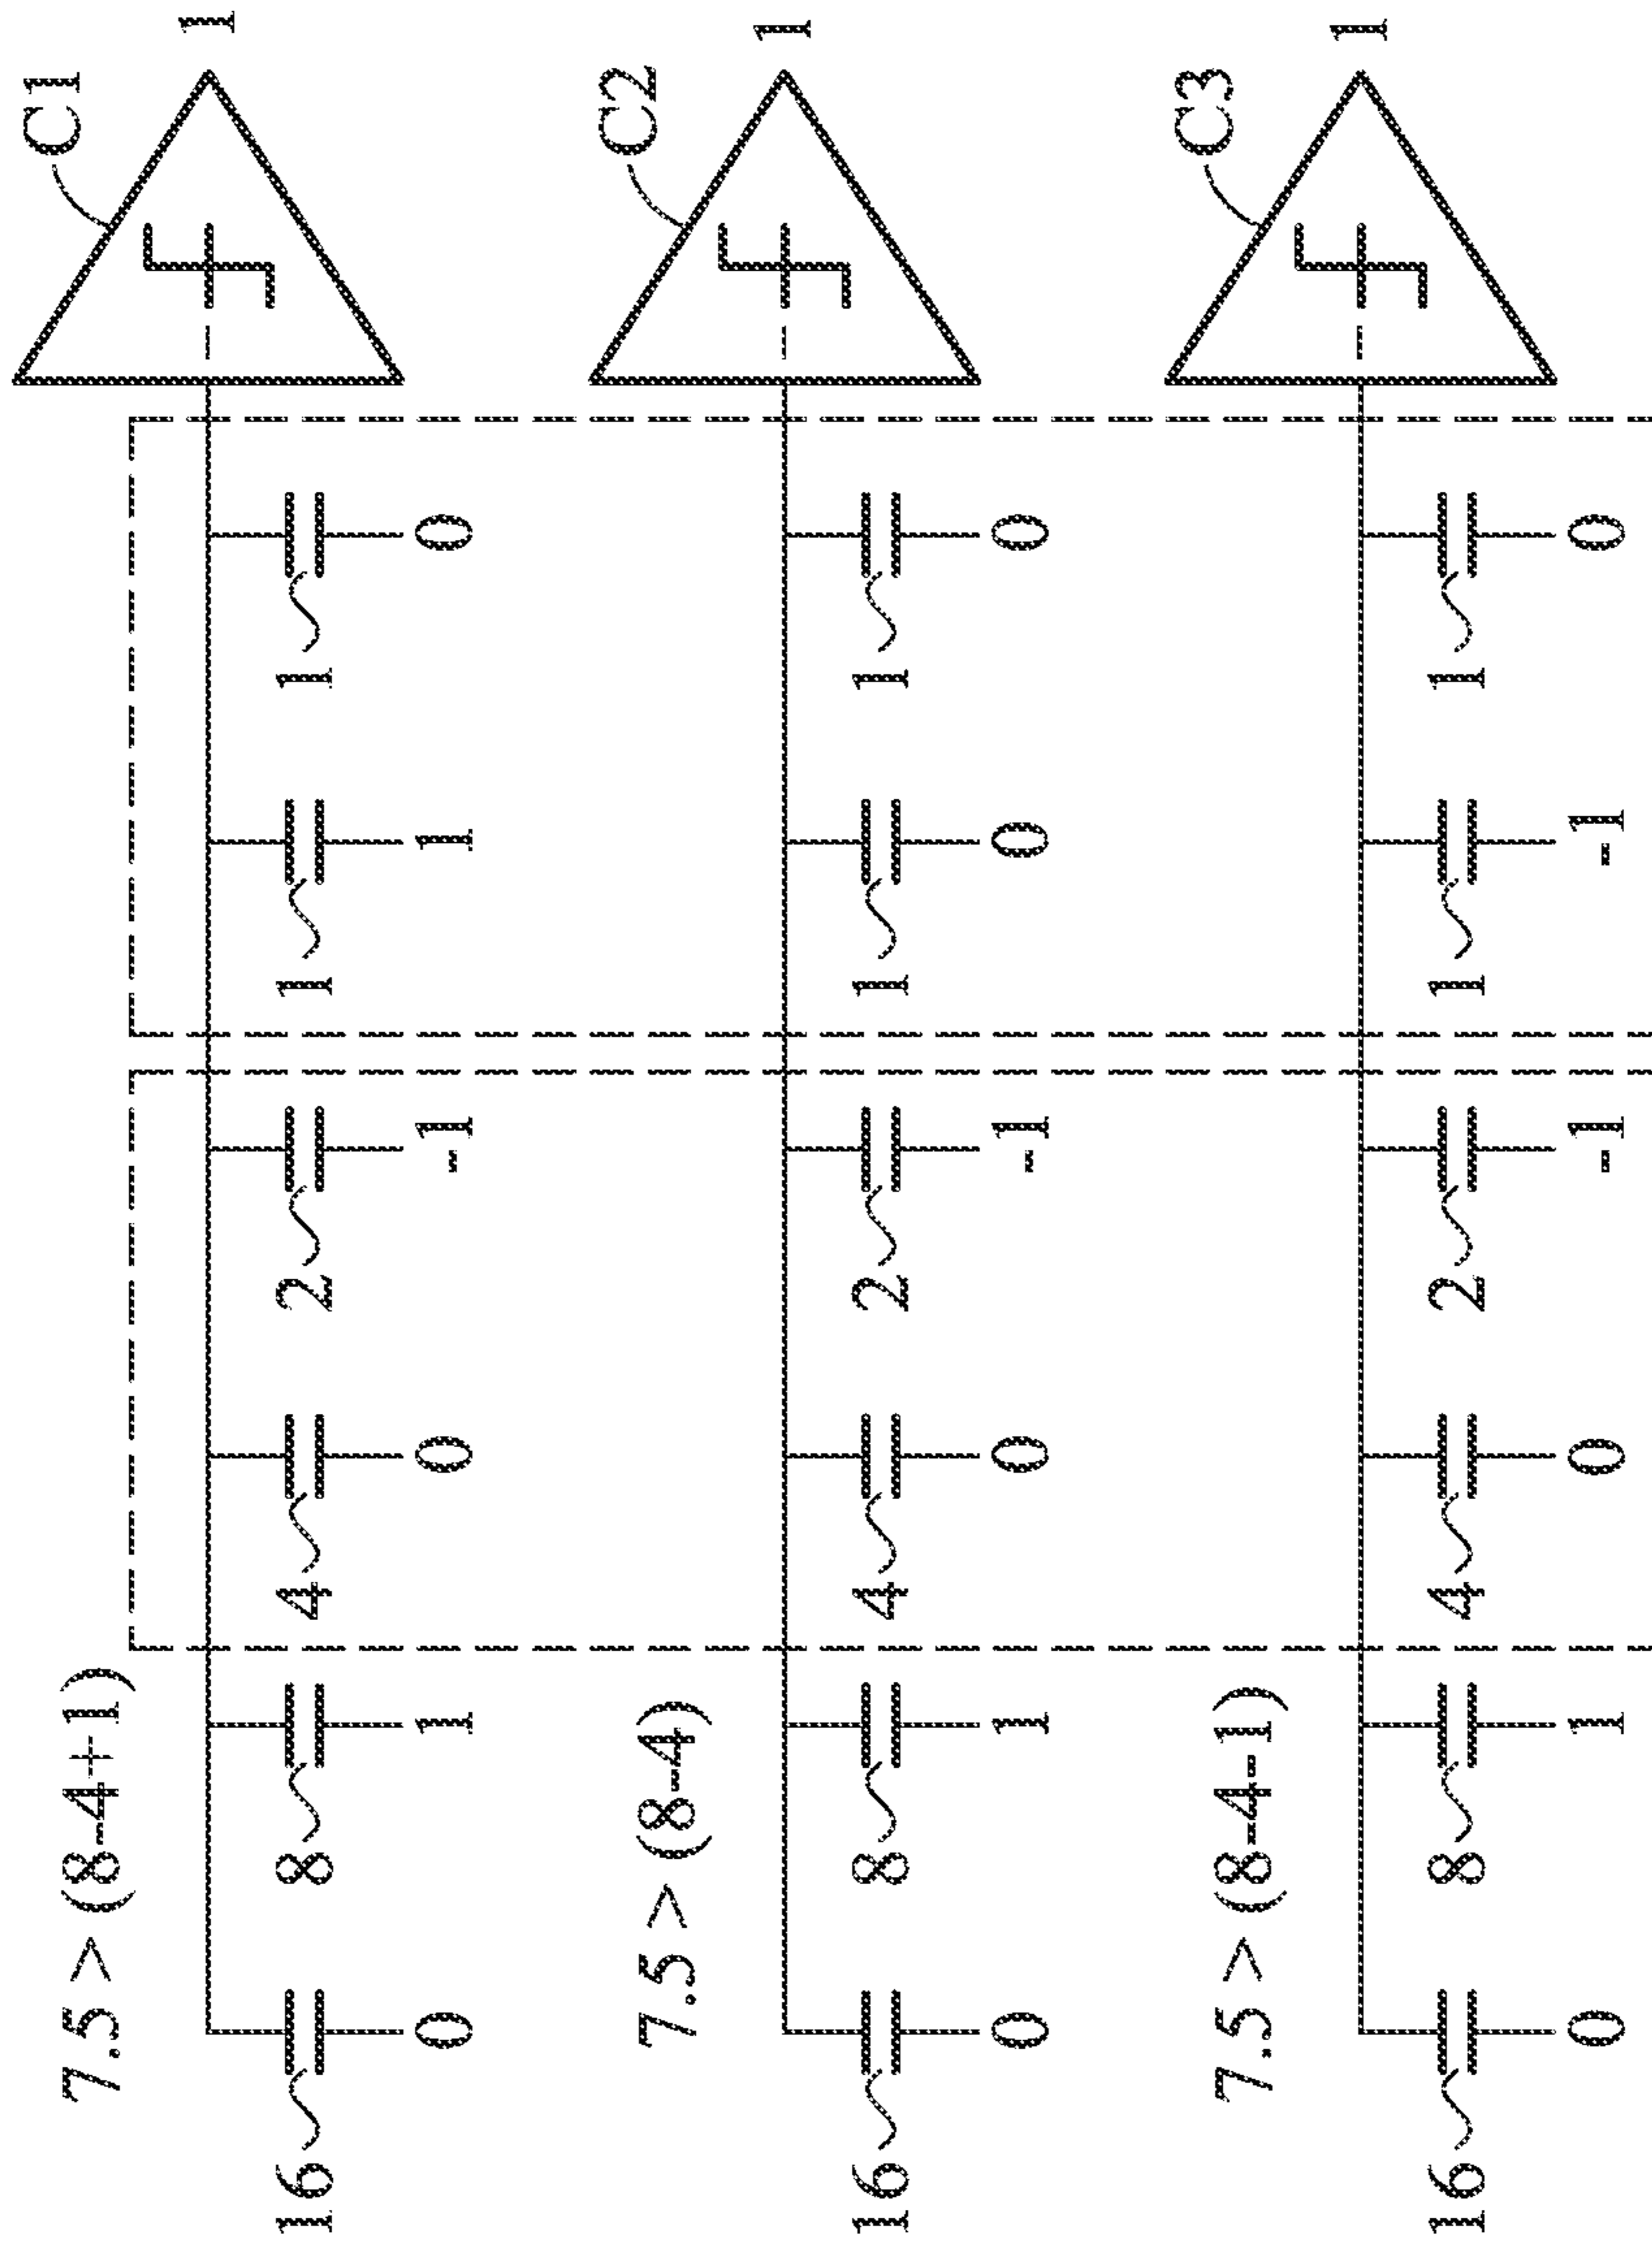 7.5 > (8-4+1)
C1
16 8 4 2 1 1 1
0 1 0 -1 1 0
7.5 > (8-4)
C2
16 8 4 2 1 1 1
0 1 0 -1 0 0
7.5 > (8-4-1)
C3
16 8 4 2 1 1 1
0 1 0 -1 -1 0